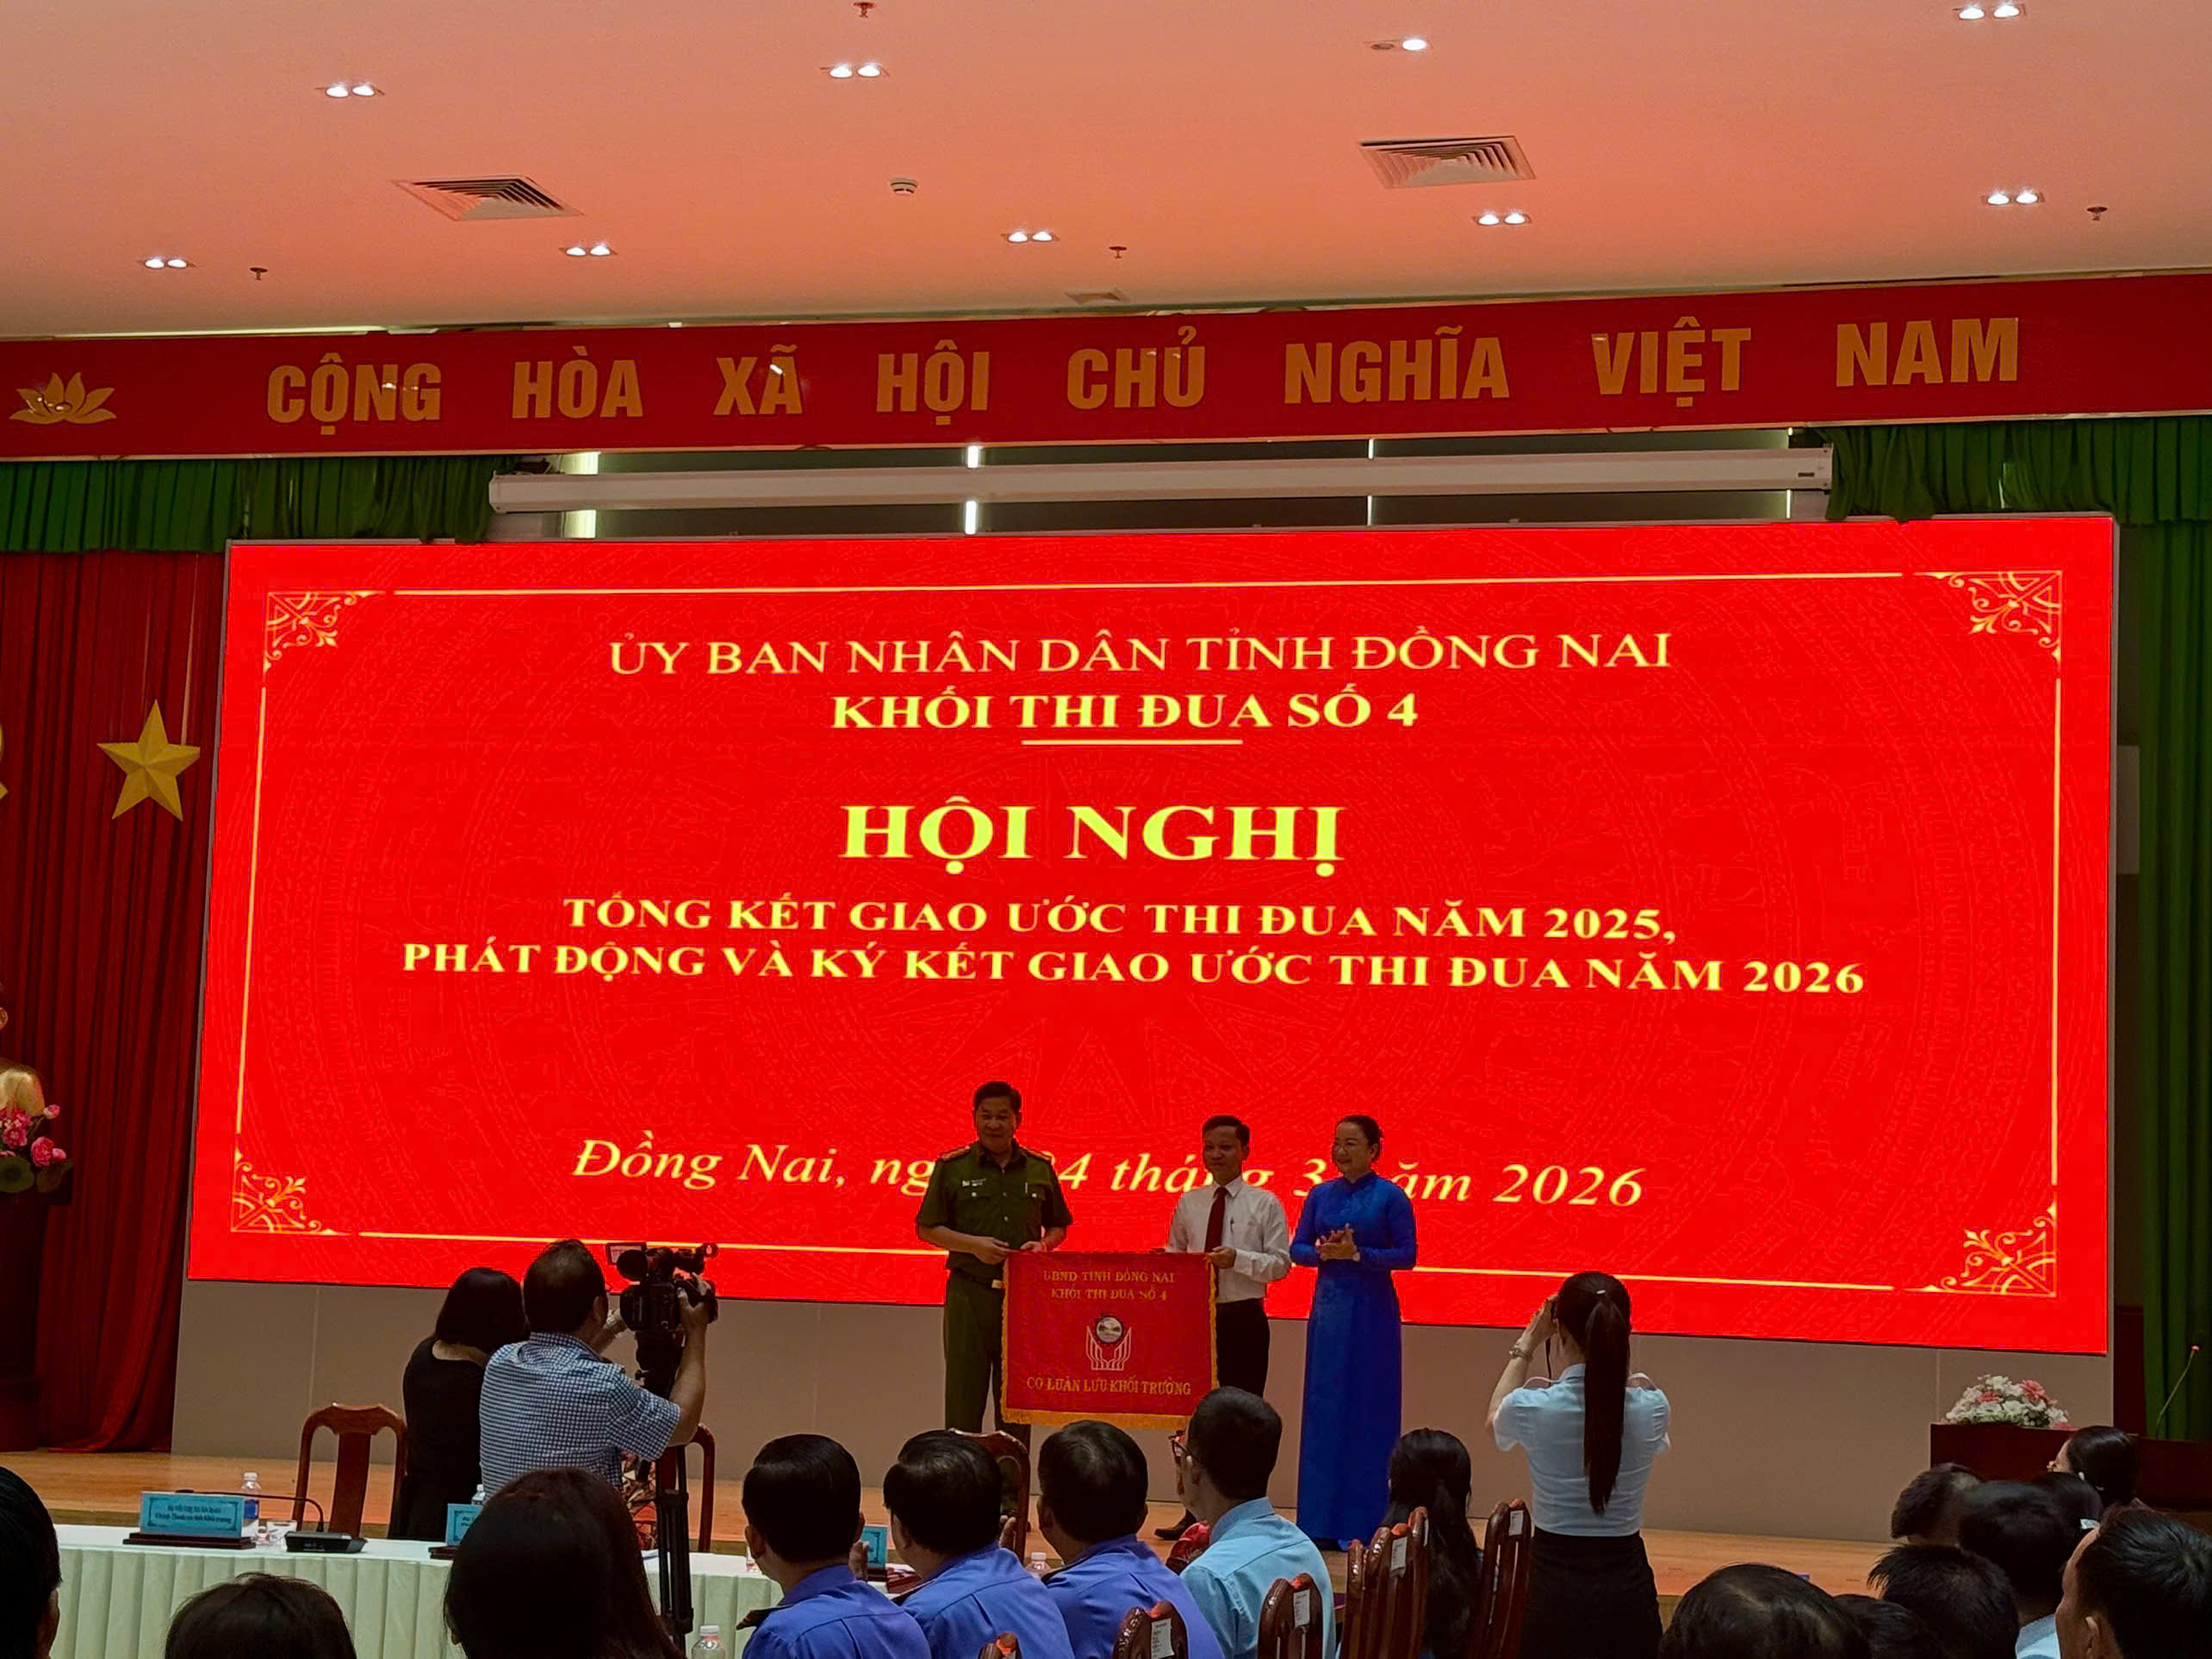 CỘNG HÒA XÃ HỘI CHỦ NGHĨA VIỆT NAM
ỦY BAN NHÂN DÂN TỈNH ĐỒNG NAI
KHỐI THI ĐUA SỐ 4
HỘI NGHỊ
TỔNG KẾT GIAO ƯỚC THI ĐUA NĂM 2025,
PHÁT ĐỘNG VÀ KÝ KẾT GIAO ƯỚC THI ĐUA NĂM 2026
Đồng Nai, ng 4 thán 3 ăm 2026
UBND TỈNH ĐỒNG NAI
KHỐI THI ĐUA SỐ 4
CỜ LUÂN LƯU KHỐI TRƯỞNG